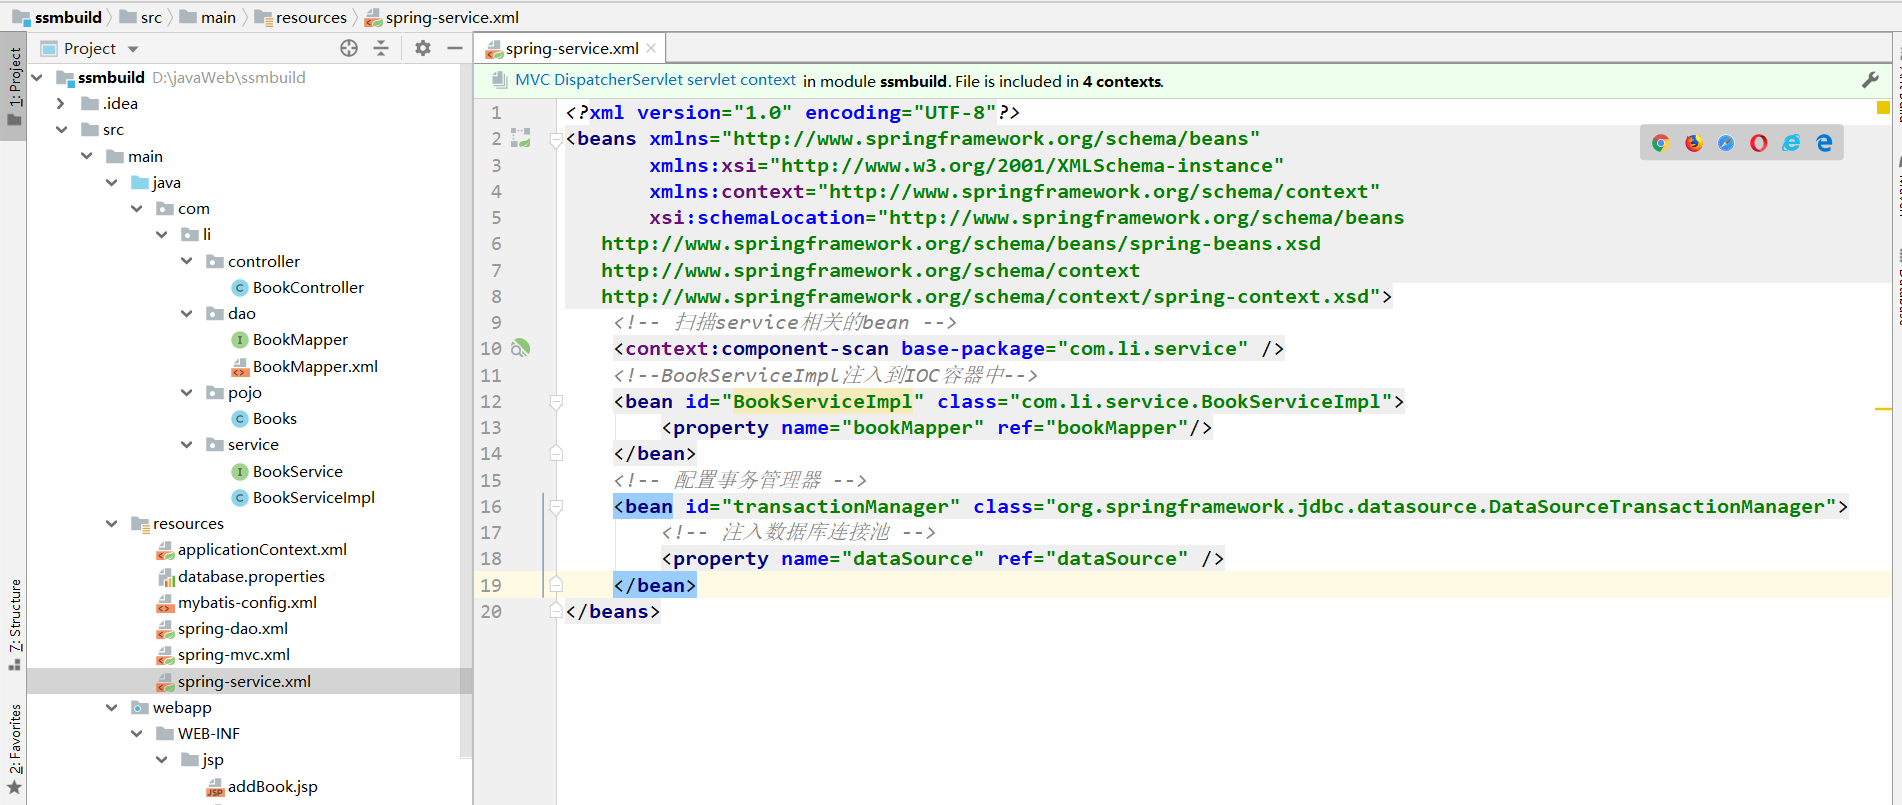 ssmbuild src main resources spring-service.xml
1: Project
Project
spring-service.xml
MVC DispatcherServlet servlet context in module ssmbuild. File is included in 4 contexts.
ssmbuild D:\javaWeb\ssmbuild
.idea
src
main
java
com
li
controller
BookController
dao
BookMapper
BookMapper.xml
pojo
Books
service
BookService
BookServiceImpl
resources
applicationContext.xml
database.properties
mybatis-config.xml
spring-dao.xml
spring-mvc.xml
spring-service.xml
webapp
WEB-INF
jsp
addBook.jsp
7: Structure
2: Favorites
1 <?xml version="1.0" encoding="UTF-8"?>
2 <beans xmlns="http://www.springframework.org/schema/beans"
3 xmlns:xsi="http://www.w3.org/2001/XMLSchema-instance"
4 xmlns:context="http://www.springframework.org/schema/context"
5 xsi:schemaLocation="http://www.springframework.org/schema/beans
6 http://www.springframework.org/schema/beans/spring-beans.xsd
7 http://www.springframework.org/schema/context
8 http://www.springframework.org/schema/context/spring-context.xsd">
9 <!-- 扫描service相关的bean -->
10 <context:component-scan base-package="com.li.service" />
11 <!--BookServiceImpl注入到IOC容器中-->
12 <bean id="BookServiceImpl" class="com.li.service.BookServiceImpl">
13 <property name="bookMapper" ref="bookMapper"/>
14 </bean>
15 <!-- 配置事务管理器 -->
16 <bean id="transactionManager" class="org.springframework.jdbc.datasource.DataSourceTransactionManager">
17 <!-- 注入数据库连接池 -->
18 <property name="dataSource" ref="dataSource" />
19 </bean>
20 </beans>